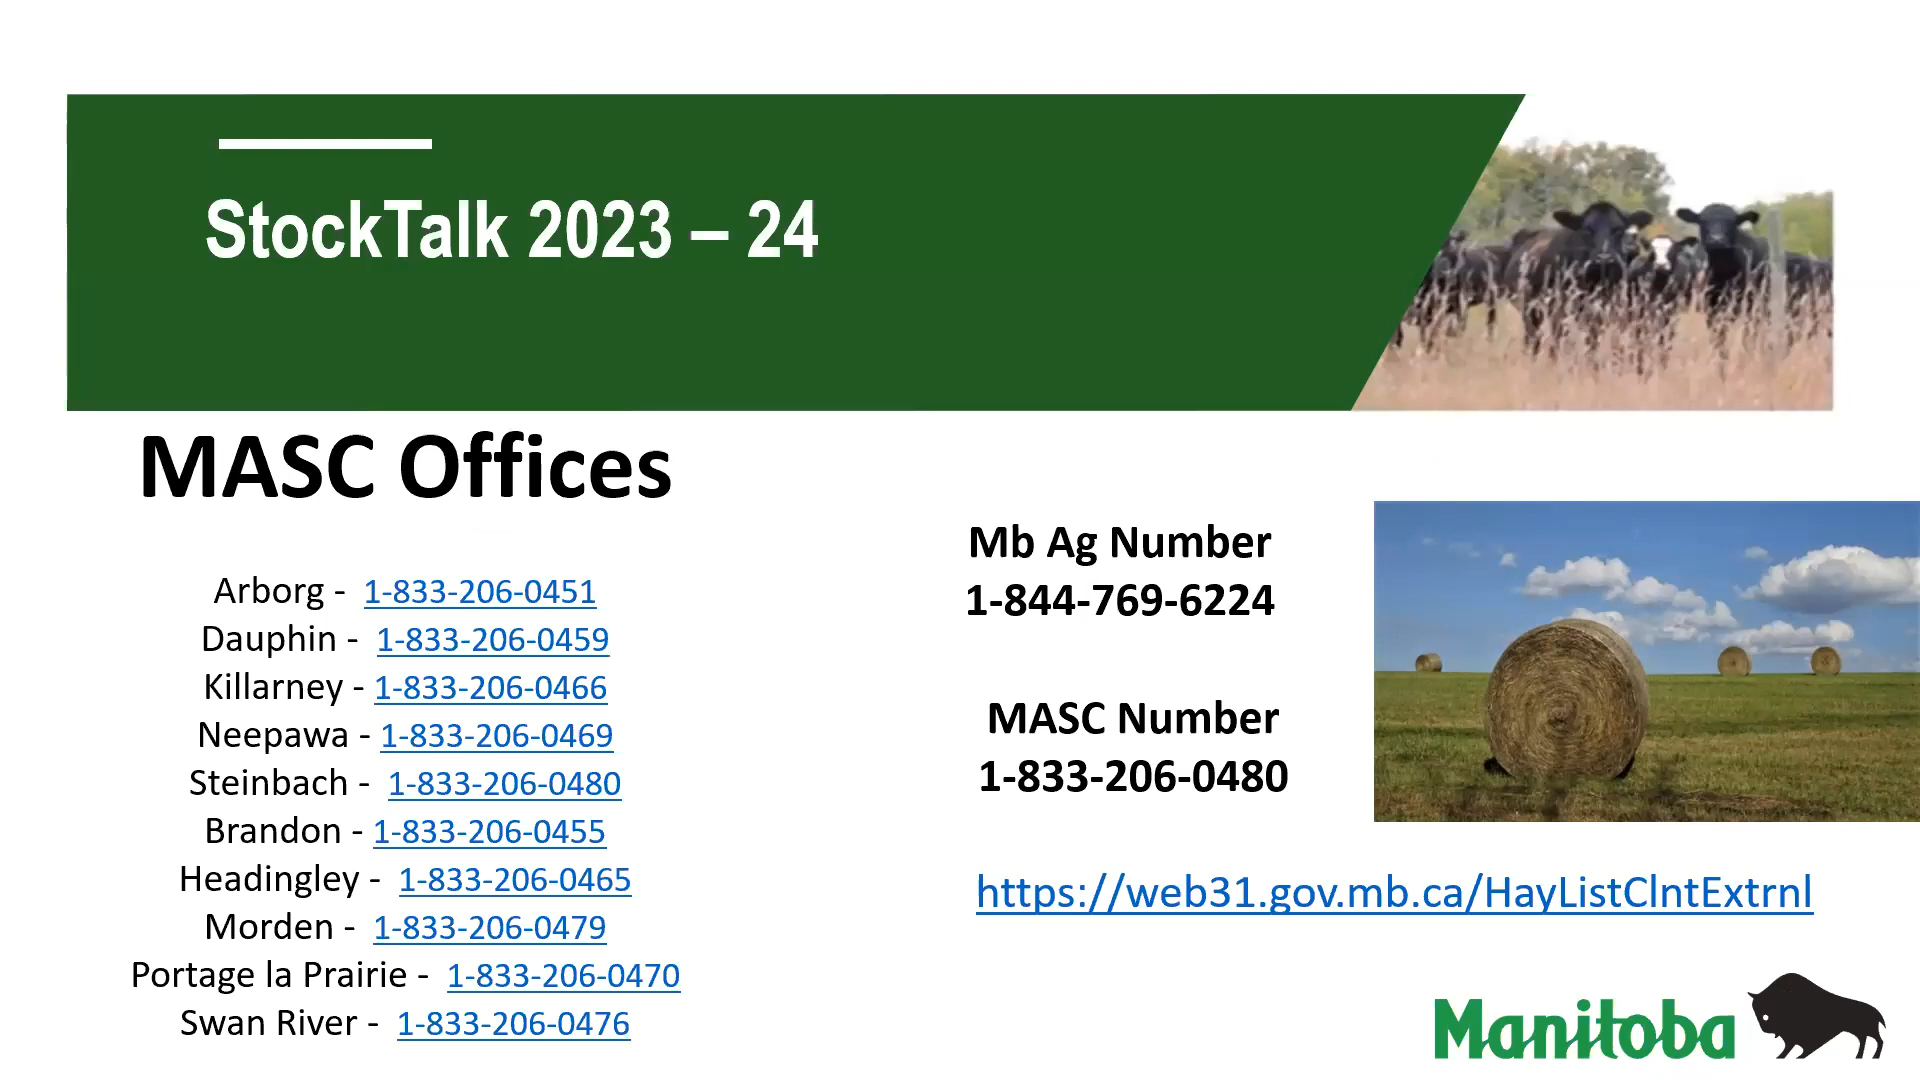 StockTalk 2023 – 24
MASC Offices
Arborg - 1-833-206-0451
Dauphin - 1-833-206-0459
Killarney - 1-833-206-0466
Neepawa - 1-833-206-0469
Steinbach - 1-833-206-0480
Brandon - 1-833-206-0455
Headingley - 1-833-206-0465
Morden - 1-833-206-0479
Portage la Prairie - 1-833-206-0470
Swan River - 1-833-206-0476
Mb Ag Number
1-844-769-6224
MASC Number
1-833-206-0480
https://web31.gov.mb.ca/HayListClntExtrnl
Manitoba